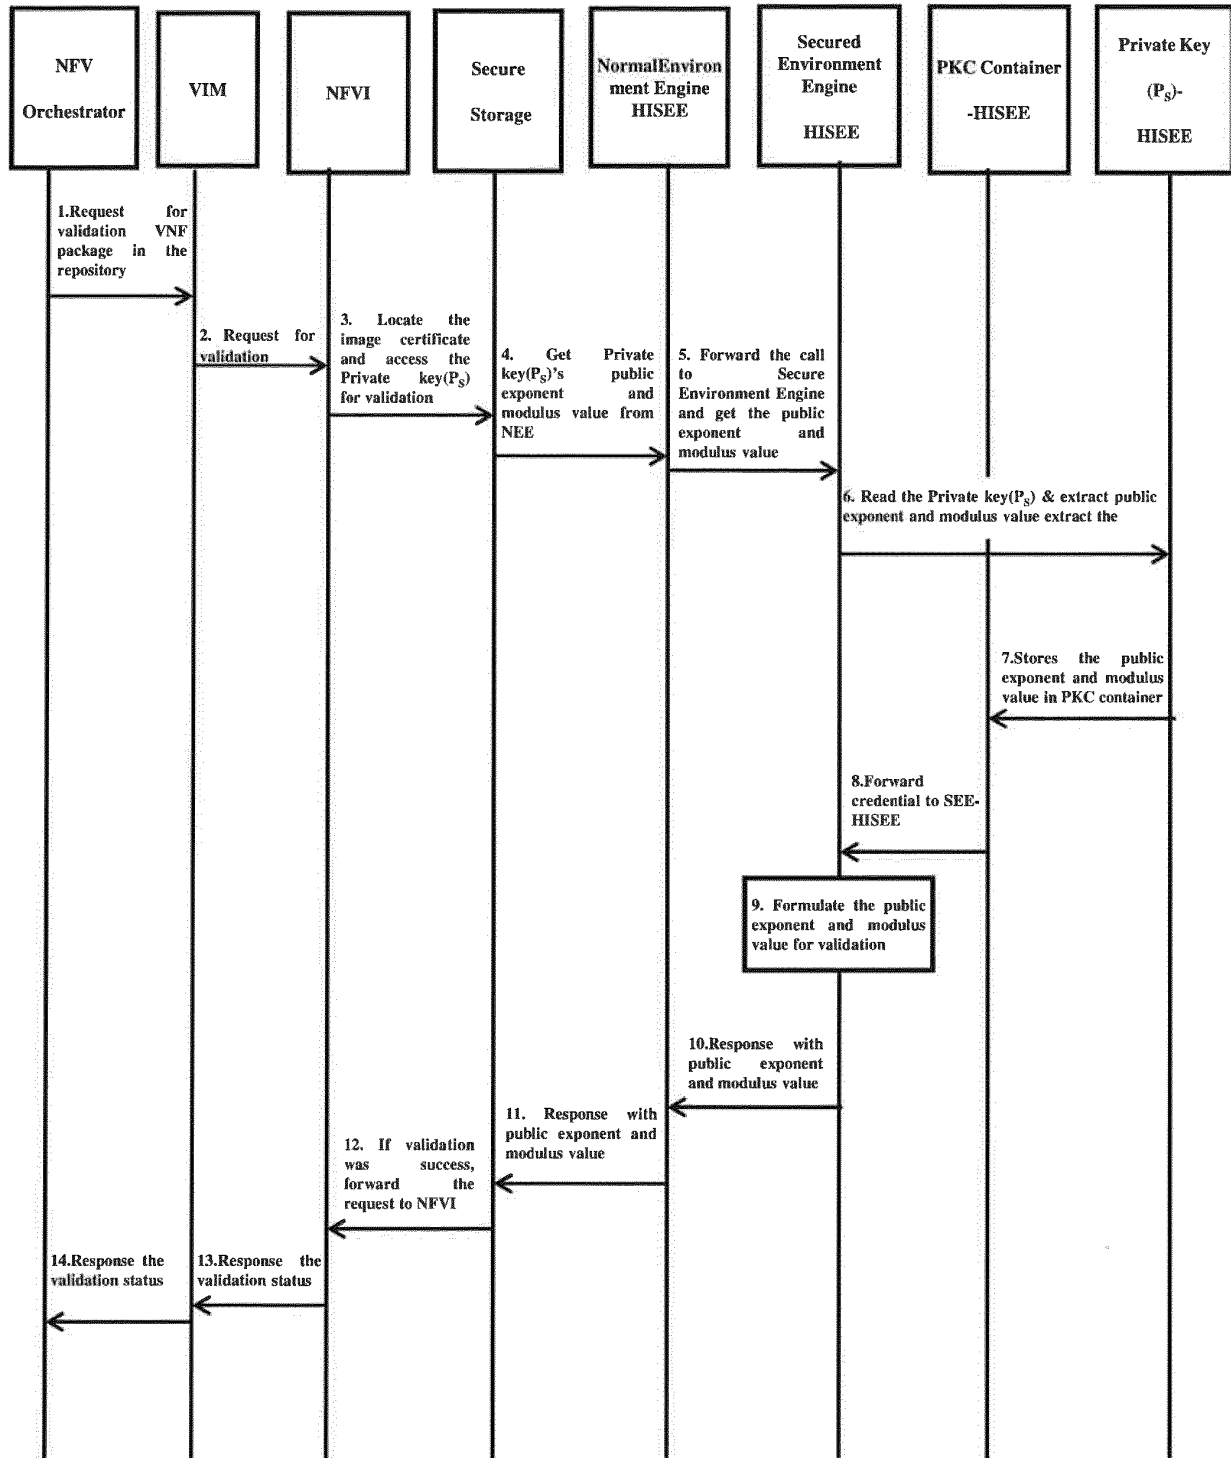 NFV
Orchestrator
VIM
NFVI
Secure
Storage
NormalEnviron
ment Engine
HISEE
Secured
Environment
Engine
HISEE
PKC Container
-HISEE
Private Key
(PS)-
HISEE
1.Request for
validation VNF
package in the
repository
2. Request for
validation
3. Locate the
image certificate
and access the
Private key(PS)
for validation
4. Get Private
key(PS)'s public
exponent and
modulus value from
NEE
5. Forward the call
to Secure
Environment Engine
and get the public
exponent and
modulus value
6. Read the Private key(PS) & extract public
exponent and modulus value extract the
7.Stores the public
exponent and modulus
value in PKC container
8.Forward
credential to SEE-
HISEE
9. Formulate the public
exponent and modulus
value for validation
10.Response with
public exponent
and modulus value
11. Response with
public exponent and
modulus value
12. If validation
was success,
forward the
request to NFVI
13.Response the
validation status
14.Response the
validation status